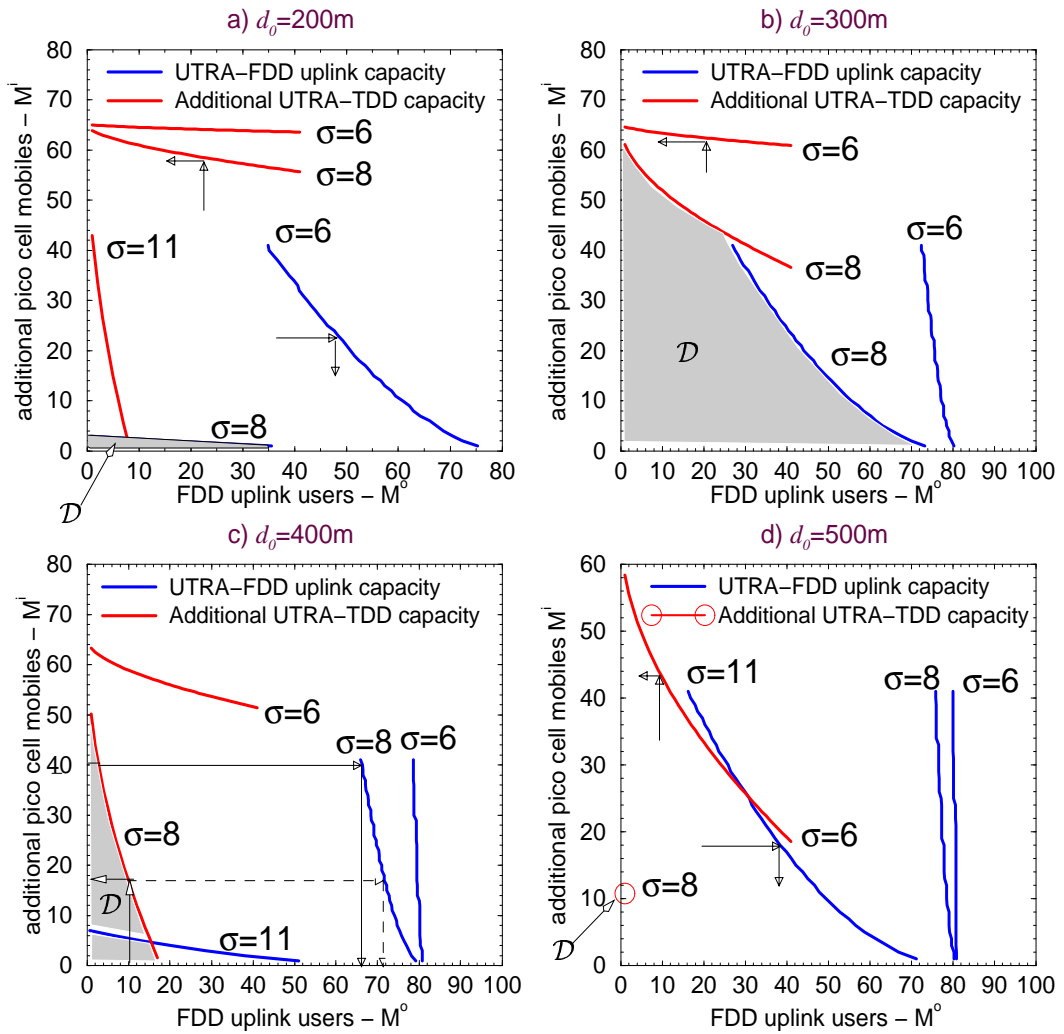 a) d₀=200m
80
70
60
50
40
30
20
10
0
additional pico cell mobiles – Mⁱ
UTRA–FDD uplink capacity
Additional UTRA–TDD capacity
σ=6
σ=8
σ=11
σ=6
σ=8
0 10 20 30 40 50 60 70 80
FDD uplink users – Mᵒ
𝒟
b) d₀=300m
80
70
60
50
40
30
20
10
0
additional pico cell mobiles – Mⁱ
UTRA–FDD uplink capacity
Additional UTRA–TDD capacity
σ=6
σ=6
σ=8
𝒟
σ=8
0 10 20 30 40 50 60 70 80 90 100
FDD uplink users – Mᵒ
c) d₀=400m
80
70
60
50
40
30
20
10
0
additional pico cell mobiles – Mⁱ
UTRA–FDD uplink capacity
Additional UTRA–TDD capacity
σ=6
σ=8
σ=6
σ=8
𝒟
σ=11
0 10 20 30 40 50 60 70 80 90 100
FDD uplink users – Mᵒ
d) d₀=500m
60
50
40
30
20
10
0
additional pico cell mobiles Mⁱ
UTRA–FDD uplink capacity
Additional UTRA–TDD capacity
σ=11
σ=8
σ=6
σ=6
σ=8
𝒟
0 10 20 30 40 50 60 70 80 90 100
FDD uplink users – Mᵒ